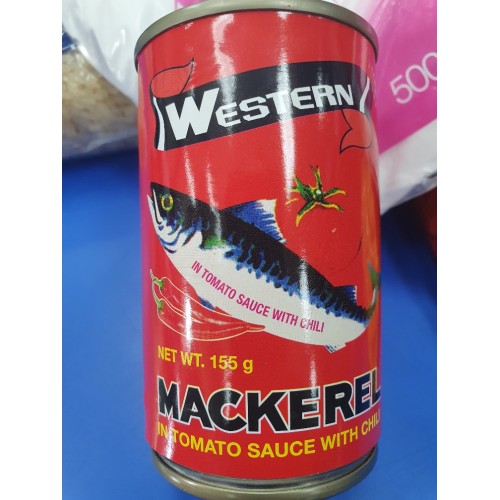 500
WESTERN
IN TOMATO SAUCE WITH CHILI
NET WT. 155 g
MACKEREL
IN TOMATO SAUCE WITH CHILI